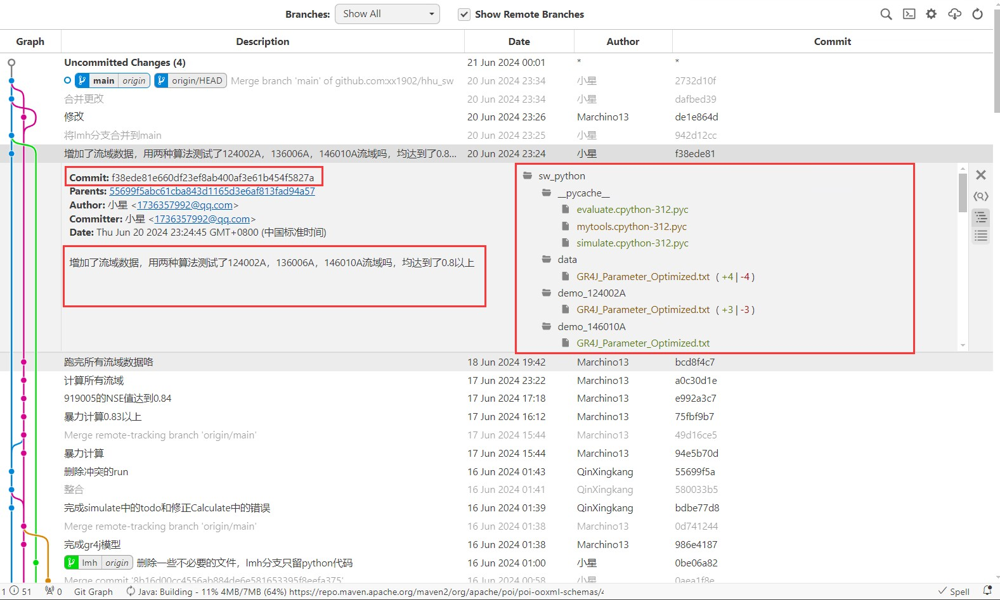 Branches: Show All Show Remote Branches
Graph Description Date Author Commit
Uncommitted Changes (4) 21 Jun 2024 00:01 * *
main origin origin/HEAD Merge branch 'main' of github.com:xx1902/hhu_sw 20 Jun 2024 23:34 小星 2732d10f
合并更改 20 Jun 2024 23:34 小星 dafbed39
修改 20 Jun 2024 23:26 Marchino13 de1e864d
将lmh分支合并到main 20 Jun 2024 23:25 小星 942d12cc
增加了流域数据，用两种算法测试了124002A，136006A，146010A流域吗，均达到了0.8... 20 Jun 2024 23:24 小星 f38ede81
Commit: f38ede81e660df23ef8ab400af3e61b454f5827a
Parents: 55699f5abc61cba843d1165d3e6af813fad94a57
Author: 小星 <1736357992@qq.com>
Committer: 小星 <1736357992@qq.com>
Date: Thu Jun 20 2024 23:24:45 GMT+0800 (中国标准时间)
增加了流域数据，用两种算法测试了124002A，136006A，146010A流域吗，均达到了0.8以上
sw_python
__pycache__
evaluate.cpython-312.pyc
mytools.cpython-312.pyc
simulate.cpython-312.pyc
data
GR4J_Parameter_Optimized.txt ( +4 | -4 )
demo_124002A
GR4J_Parameter_Optimized.txt ( +3 | -3 )
demo_146010A
GR4J_Parameter_Optimized.txt
跑完所有流域数据咯 18 Jun 2024 19:42 Marchino13 bcd8f4c7
计算所有流域 17 Jun 2024 23:22 Marchino13 a0c30d1e
919005的NSE值达到0.84 17 Jun 2024 17:18 Marchino13 e992a3c7
暴力计算0.83以上 17 Jun 2024 16:12 Marchino13 75fbf9b7
Merge remote-tracking branch 'origin/main' 17 Jun 2024 15:44 Marchino13 49d16ce5
暴力计算 17 Jun 2024 15:44 Marchino13 94e5b70d
删除冲突的run 16 Jun 2024 01:43 QinXingkang 55699f5a
整合 16 Jun 2024 01:41 QinXingkang 580033b5
完成simulate中的todo和修正Calculate中的错误 16 Jun 2024 01:39 QinXingkang bdbe77d8
Merge remote-tracking branch 'origin/main' 16 Jun 2024 01:38 Marchino13 0d741244
完成gr4j模型 16 Jun 2024 01:38 Marchino13 986e4187
lmh origin 删除一些不必要的文件，lmh分支只留python代码 16 Jun 2024 01:00 小星 0be06a82
Merge commit '8b16d00cc4556ab884de6e581653395f8eefa375' 16 Jun 2024 00:58 小星 0aea1f8e
1 51 0 Git Graph Java: Building - 11% 4MB/7MB (64%) https://repo.maven.apache.org/maven2/org/apache/poi/poi-ooxml-schemas/4 Spell